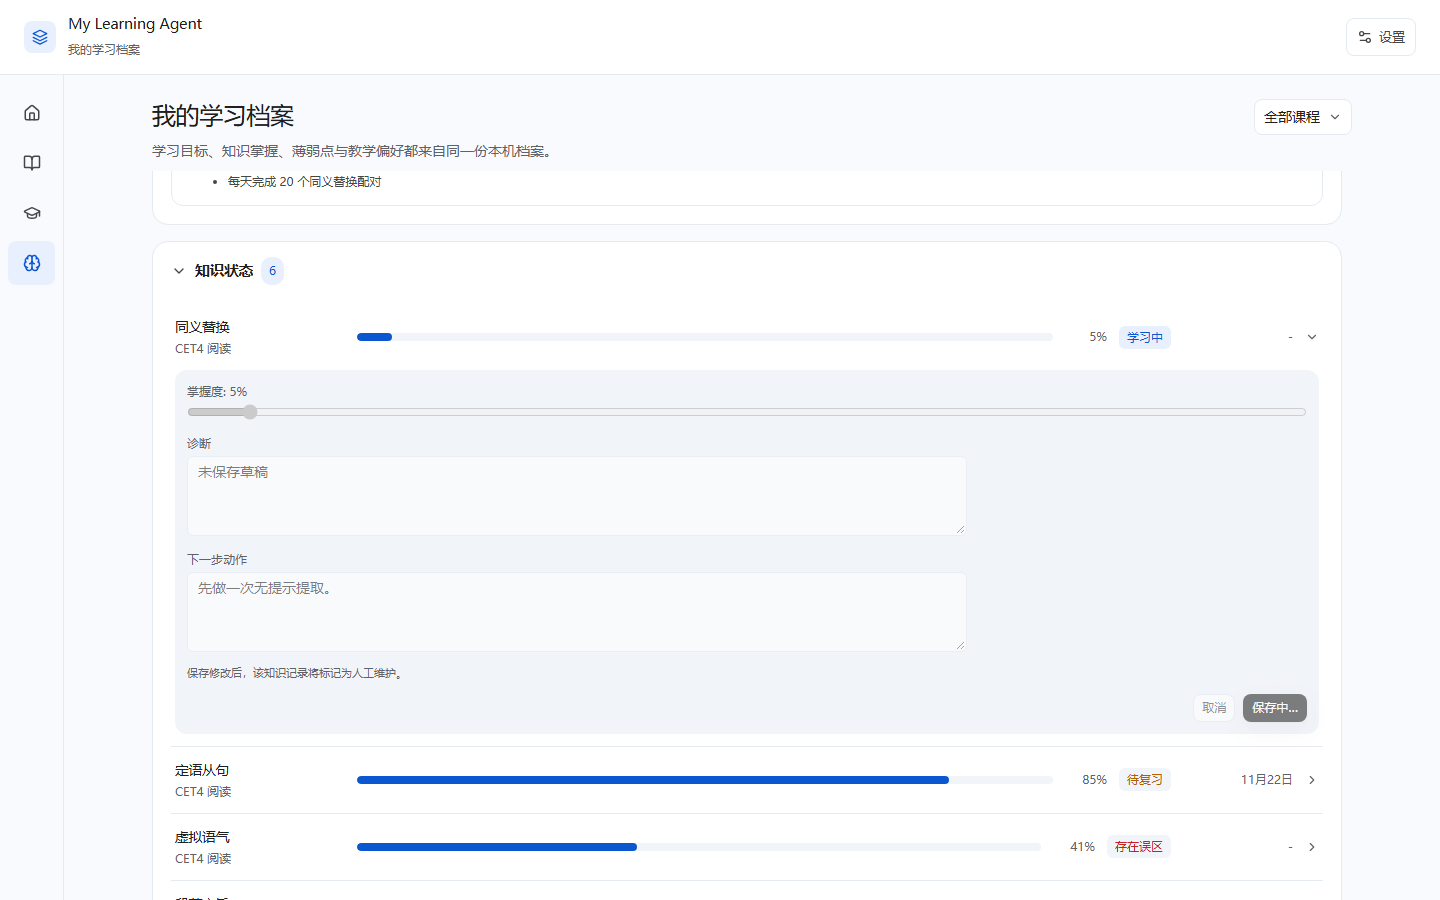 My Learning Agent
我的学习档案
设置
我的学习档案
全部课程
学习目标、知识掌握、薄弱点与教学偏好都来自同一份本机档案。
每天完成 20 个同义替换配对
知识状态 6
同义替换
CET4 阅读
5% 学习中 -
掌握度: 5%
诊断
未保存草稿
下一步动作
先做一次无提示提取。
保存修改后，该知识记录将标记为人工维护。
取消 保存中...
定语从句
CET4 阅读
85% 待复习 11月22日
虚拟语气
CET4 阅读
41% 存在误区 -